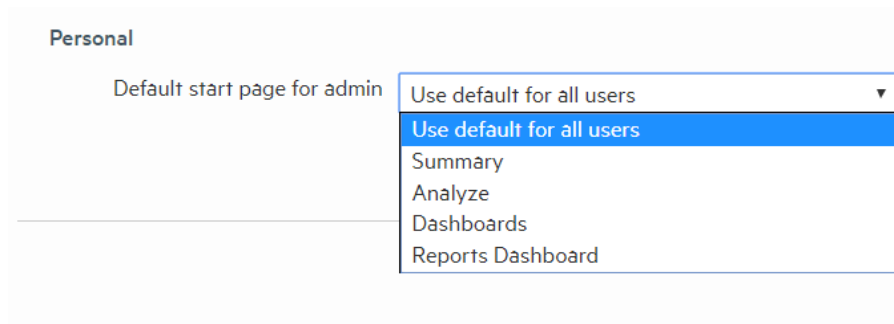 Personal
Default start page for admin Use default for all users
Use default for all users
Summary
Analyze
Dashboards
Reports Dashboard